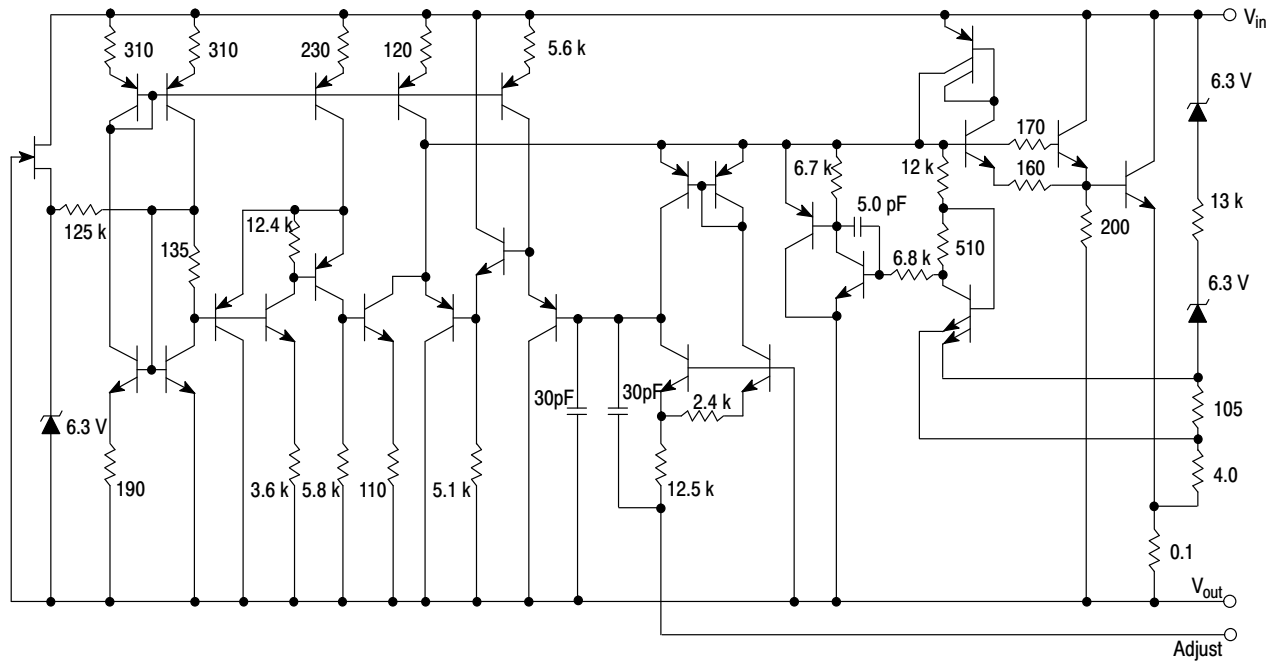 310
310
230
120
5.6 k
Vin
6.3 V
170
160
6.7 k
12 k
5.0 pF
13 k
125 k
12.4 k
200
135
510
6.8 k
6.3 V
30pF
30pF
2.4 k
105
6.3 V
190
3.6 k
5.8 k
110
5.1 k
12.5 k
4.0
0.1
Vout
Adjust